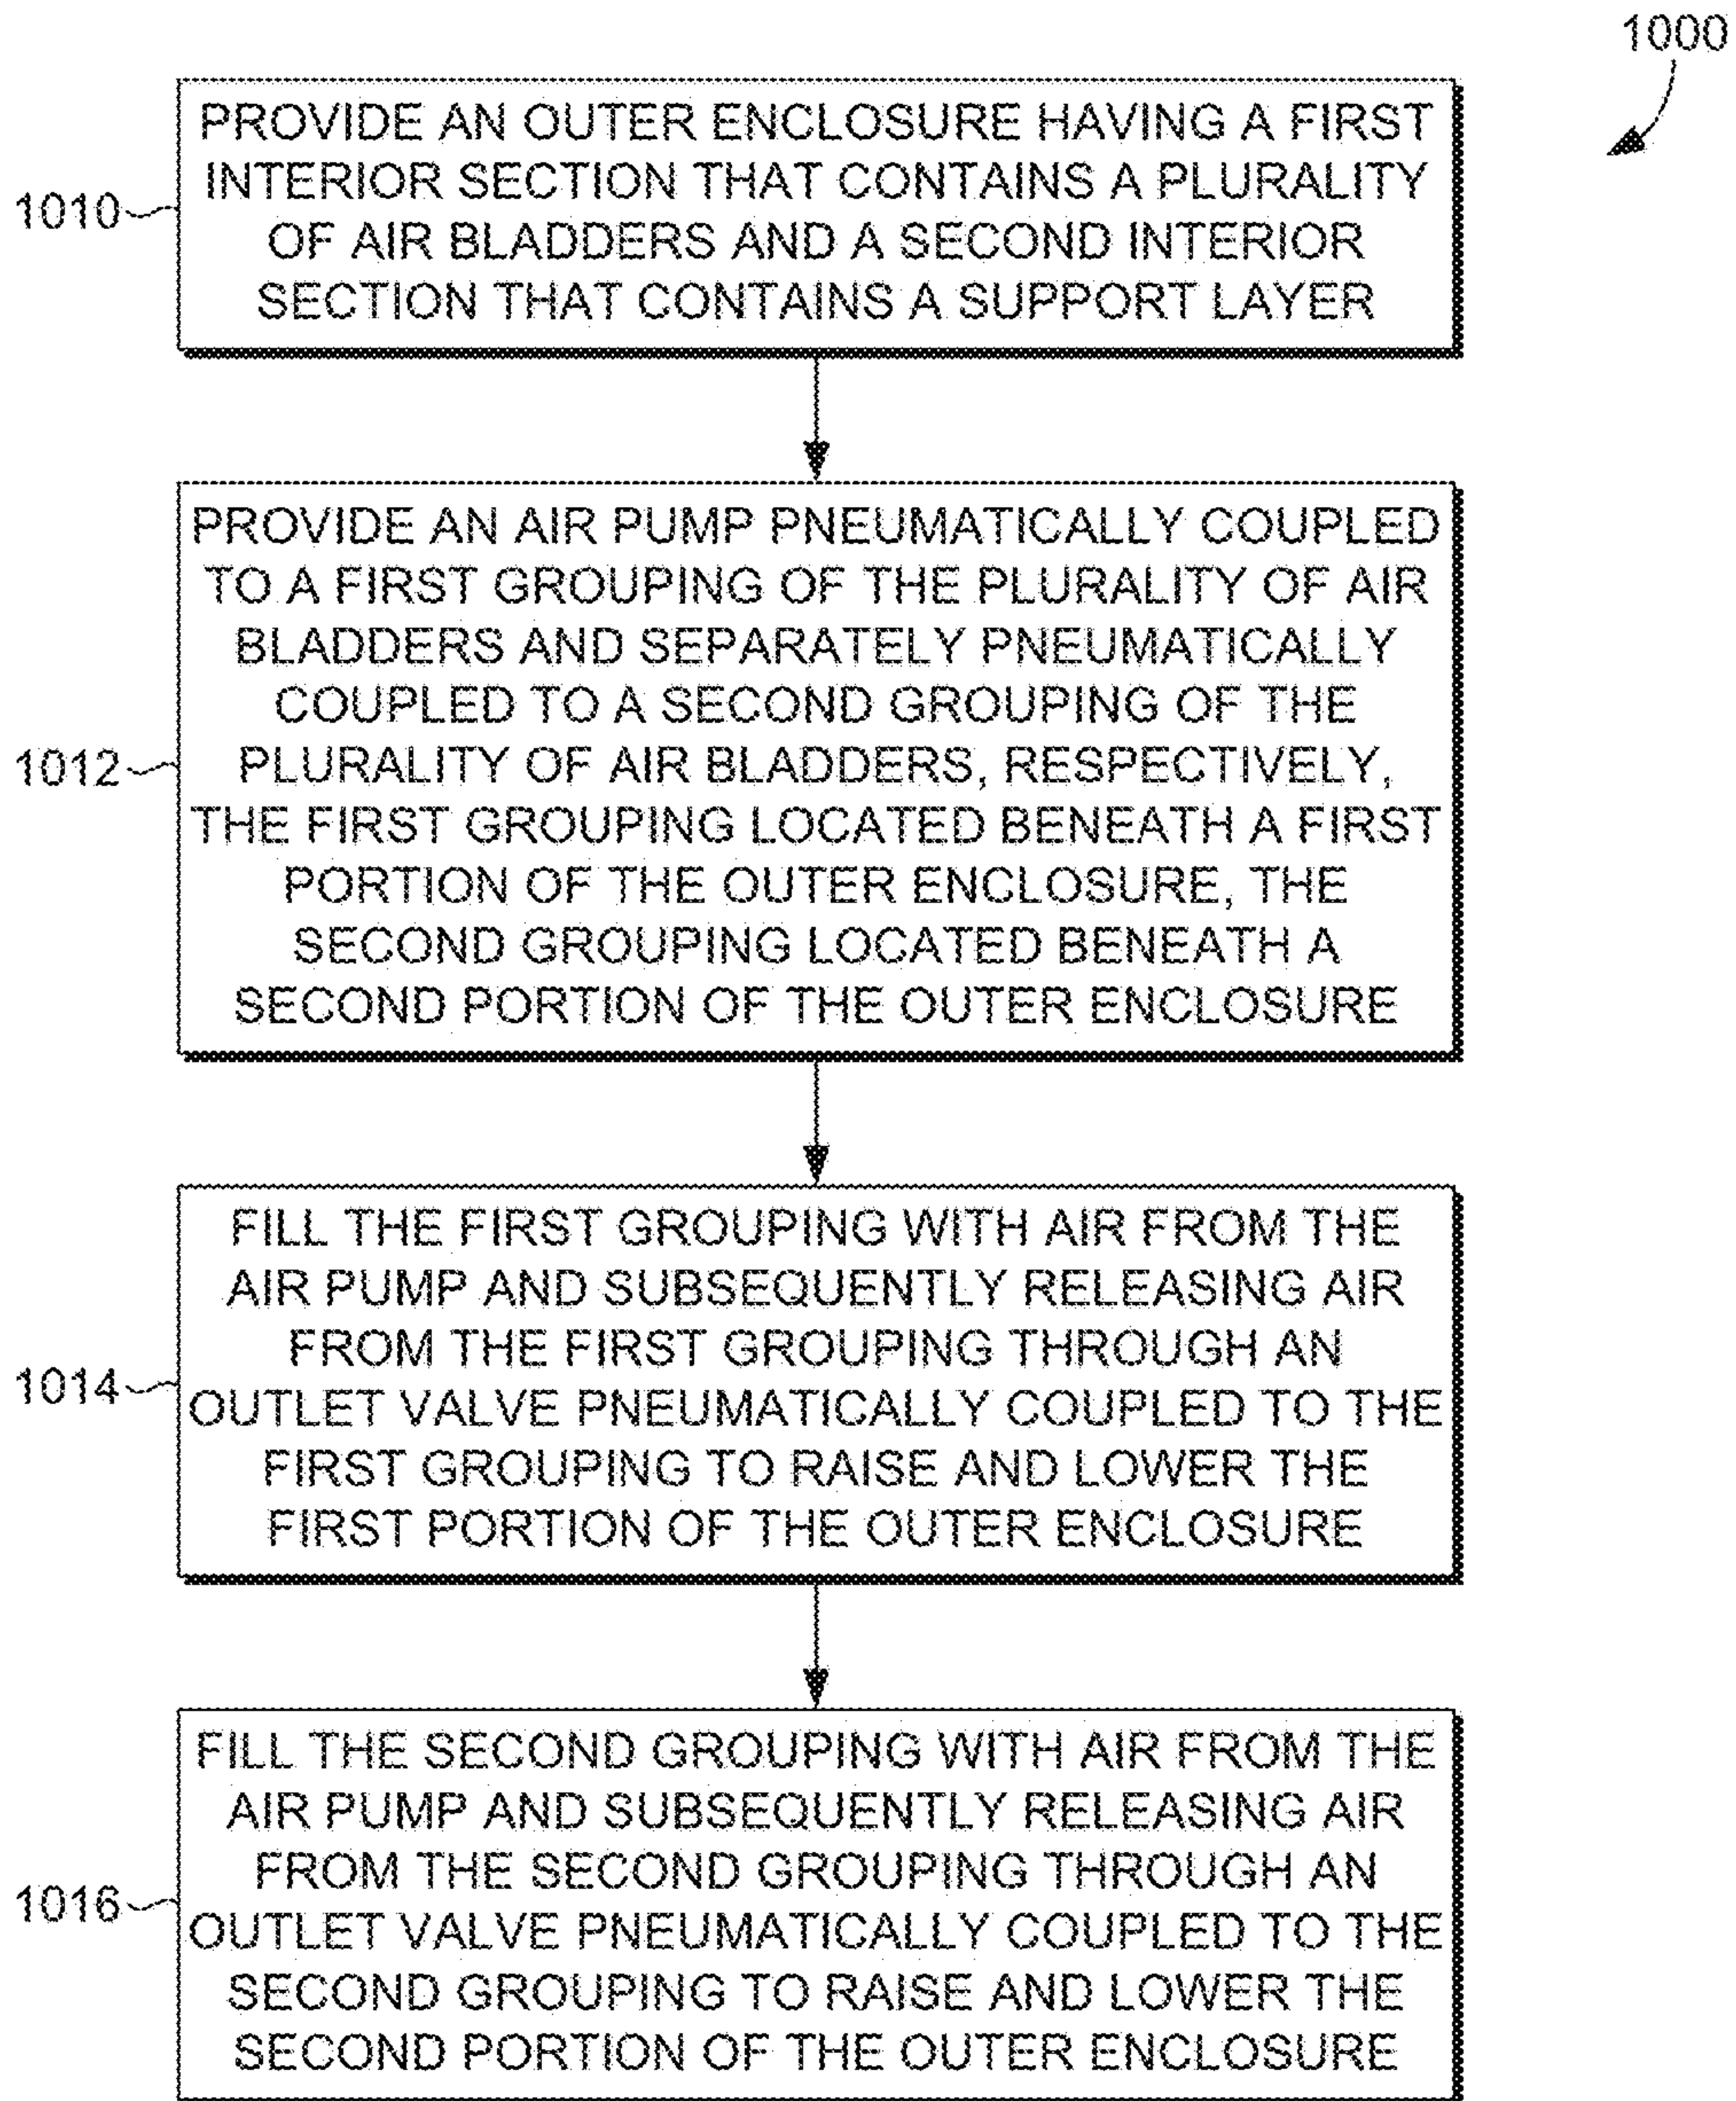 1000
PROVIDE AN OUTER ENCLOSURE HAVING A FIRST
INTERIOR SECTION THAT CONTAINS A PLURALITY
OF AIR BLADDERS AND A SECOND INTERIOR
SECTION THAT CONTAINS A SUPPORT LAYER
1010
PROVIDE AN AIR PUMP PNEUMATICALLY COUPLED
TO A FIRST GROUPING OF THE PLURALITY OF AIR
BLADDERS AND SEPARATELY PNEUMATICALLY
COUPLED TO A SECOND GROUPING OF THE
PLURALITY OF AIR BLADDERS, RESPECTIVELY,
THE FIRST GROUPING LOCATED BENEATH A FIRST
PORTION OF THE OUTER ENCLOSURE, THE
SECOND GROUPING LOCATED BENEATH A
SECOND PORTION OF THE OUTER ENCLOSURE
1012
FILL THE FIRST GROUPING WITH AIR FROM THE
AIR PUMP AND SUBSEQUENTLY RELEASING AIR
FROM THE FIRST GROUPING THROUGH AN
OUTLET VALVE PNEUMATICALLY COUPLED TO THE
FIRST GROUPING TO RAISE AND LOWER THE
FIRST PORTION OF THE OUTER ENCLOSURE
1014
FILL THE SECOND GROUPING WITH AIR FROM THE
AIR PUMP AND SUBSEQUENTLY RELEASING AIR
FROM THE SECOND GROUPING THROUGH AN
OUTLET VALVE PNEUMATICALLY COUPLED TO THE
SECOND GROUPING TO RAISE AND LOWER THE
SECOND PORTION OF THE OUTER ENCLOSURE
1016